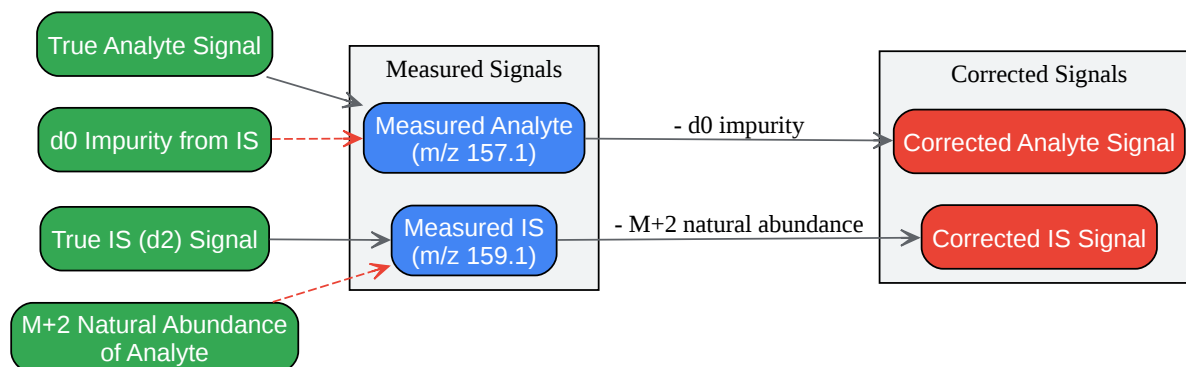 True Analyte Signal
d0 Impurity from IS
True IS (d2) Signal
M+2 Natural Abundance
of Analyte
Measured Signals
Measured Analyte
(m/z 157.1)
Measured IS
(m/z 159.1)
- d0 impurity
- M+2 natural abundance
Corrected Signals
Corrected Analyte Signal
Corrected IS Signal